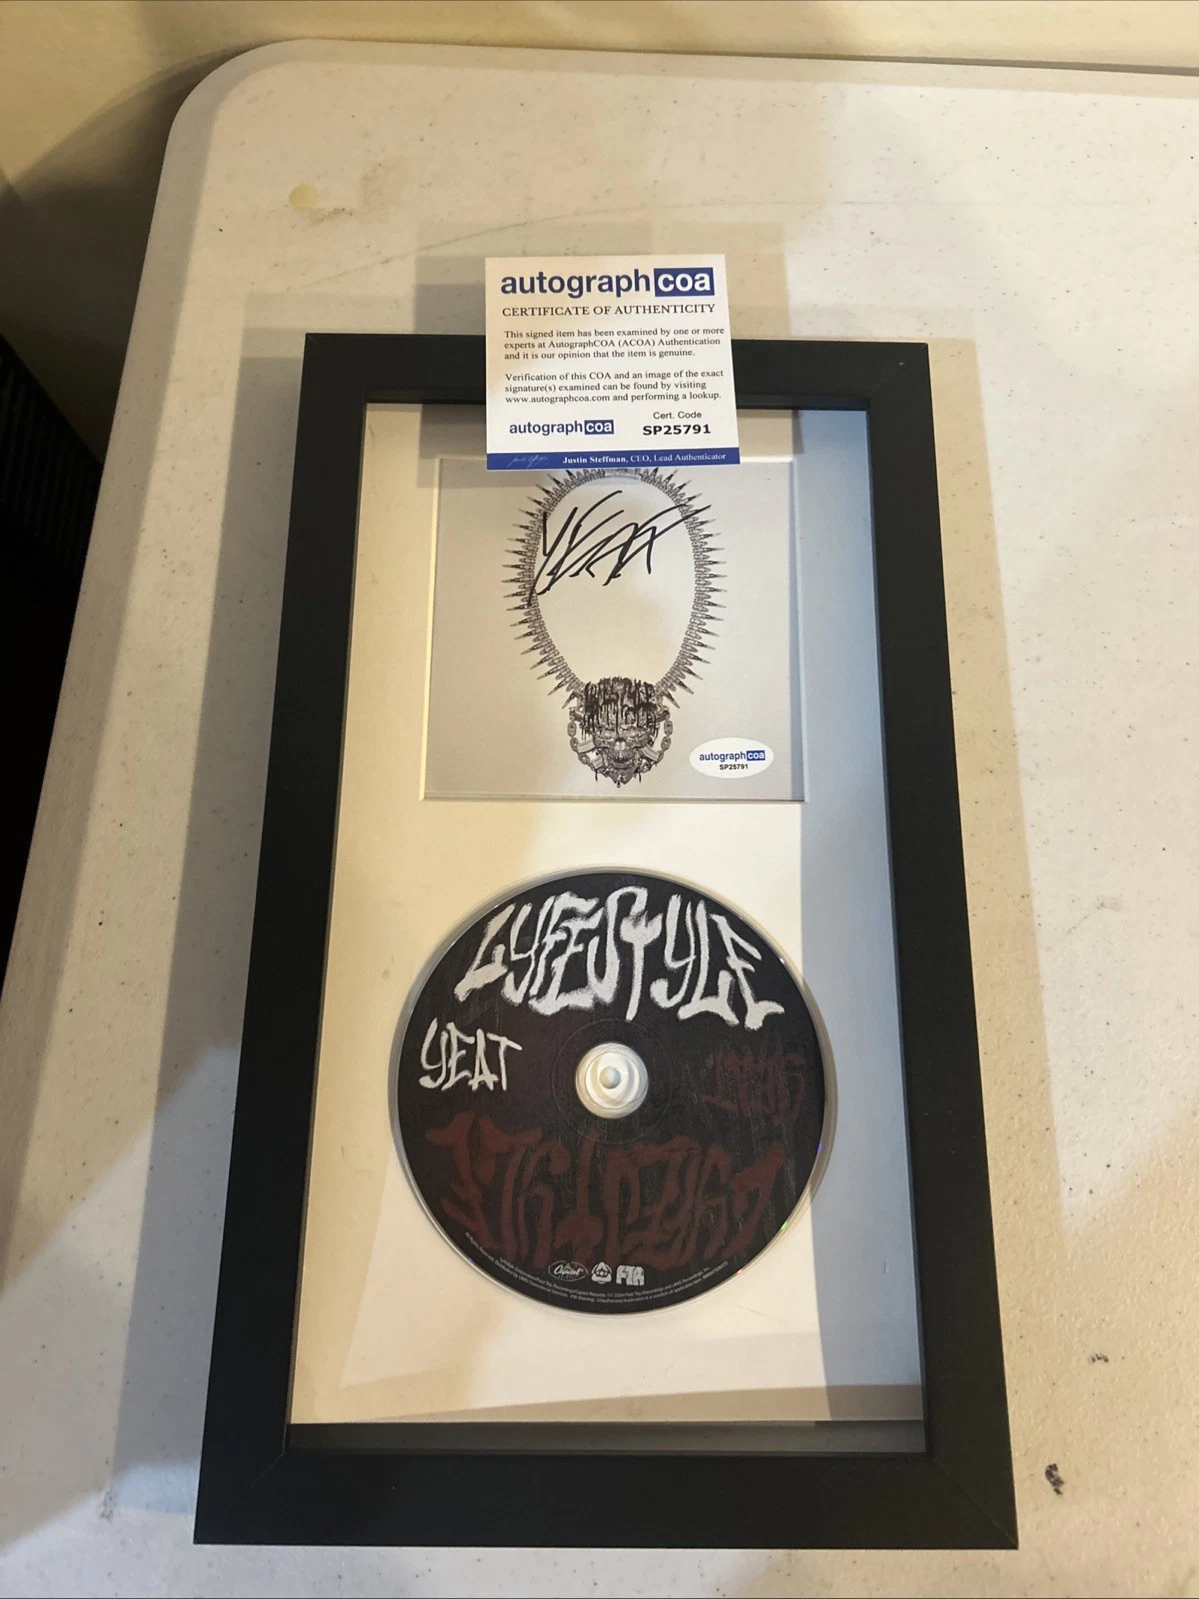 autographcoa
CERTIFICATE OF AUTHENTICITY
This signed item has been examined by one or more
experts at AutographCOA (ACOA) Authentication
and it is our opinion that the item is genuine.
Verification of this COA and an image of the exact
signature(s) examined can be found by visiting
www.autographcoa.com and performing a lookup.
autographcoa
Cert. Code
SP25791
Justin Steffman, CEO, Lead Authenticator
YEAT
autographcoa
SP25791
LYFESTYLE
YEAT
Capitol
FTR